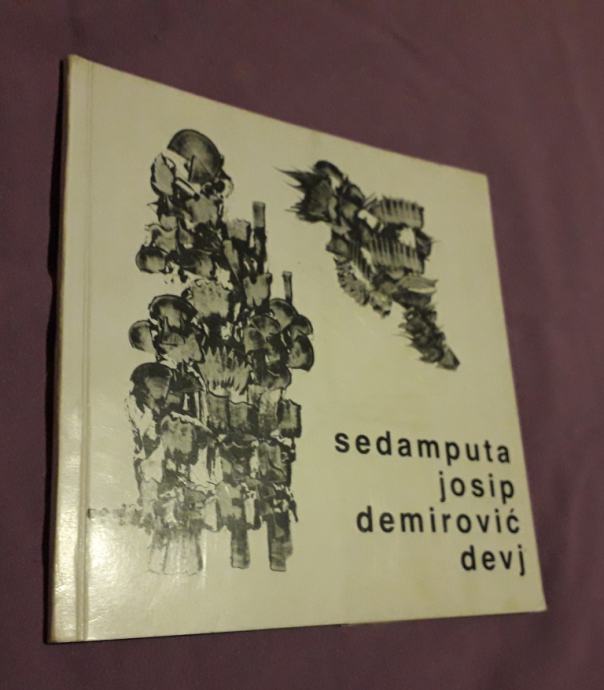 sedamputa
josip
demirović
devj